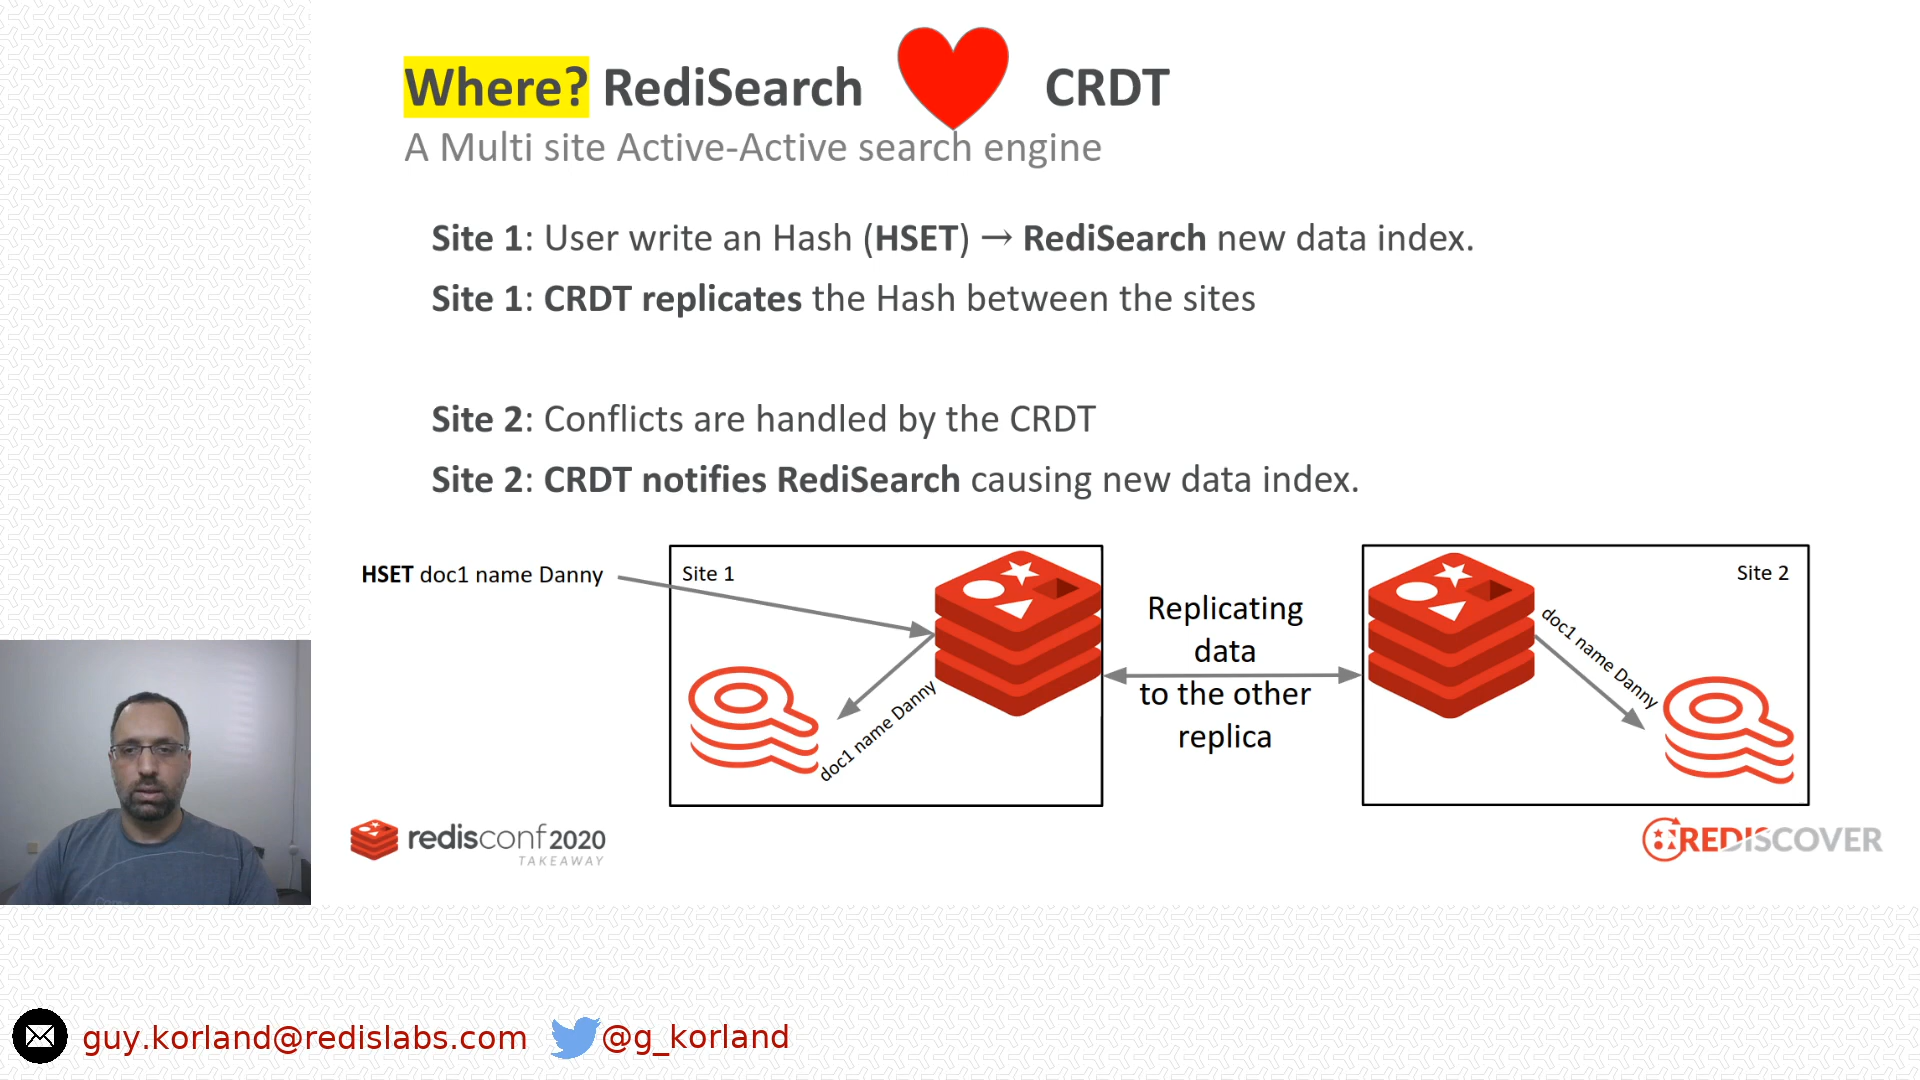 Where? RediSearch CRDT
A Multi site Active-Active search engine
Site 1: User write an Hash (HSET) → RediSearch new data index.
Site 1: CRDT replicates the Hash between the sites
Site 2: Conflicts are handled by the CRDT
Site 2: CRDT notifies RediSearch causing new data index.
HSET doc1 name Danny
Site 1
doc1 name Danny
Replicating
data
to the other
replica
Site 2
doc1 name Danny
redisconf 2020
TAKEAWAY
REDISCOVER
guy.korland@redislabs.com
@g_korland